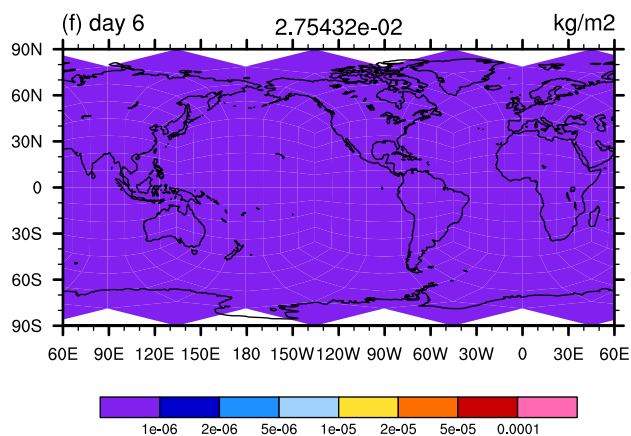 (f) day 6 2.75432e-02 kg/m2
90N
60N
30N
0
30S
60S
90S
60E 90E 120E 150E 180 150W 120W 90W 60W 30W 0 30E 60E
1e-06 2e-06 5e-06 1e-05 2e-05 5e-05 0.0001